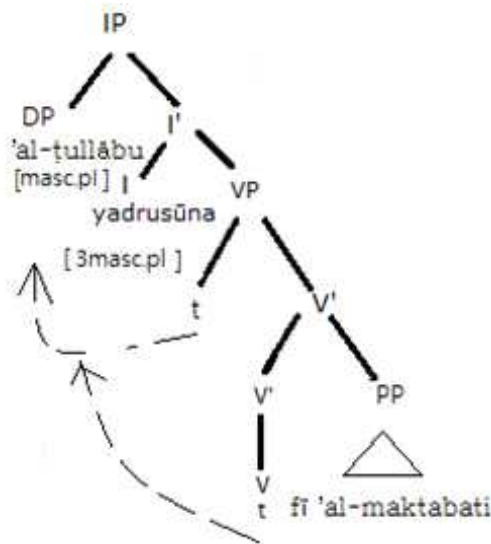 IP
DP
I'
'al-ṭullābu
[masc.pl]
I
VP
yadrusūna
[ 3masc.pl ]
t
V'
V'
PP
V
t
fī 'al-maktabati